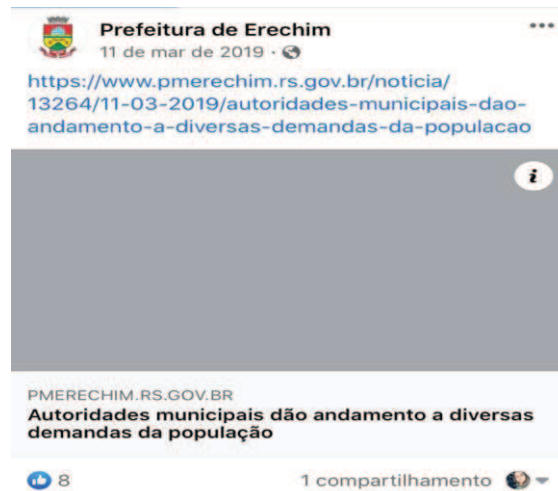 Prefeitura de Erechim
11 de mar de 2019 ·
https://www.pmerechim.rs.gov.br/noticia/
13264/11-03-2019/autoridades-municipais-dao-
andamento-a-diversas-demandas-da-populacao
i
PMERECHIM.RS.GOV.BR
Autoridades municipais dão andamento a diversas
demandas da população
8
1 compartilhamento